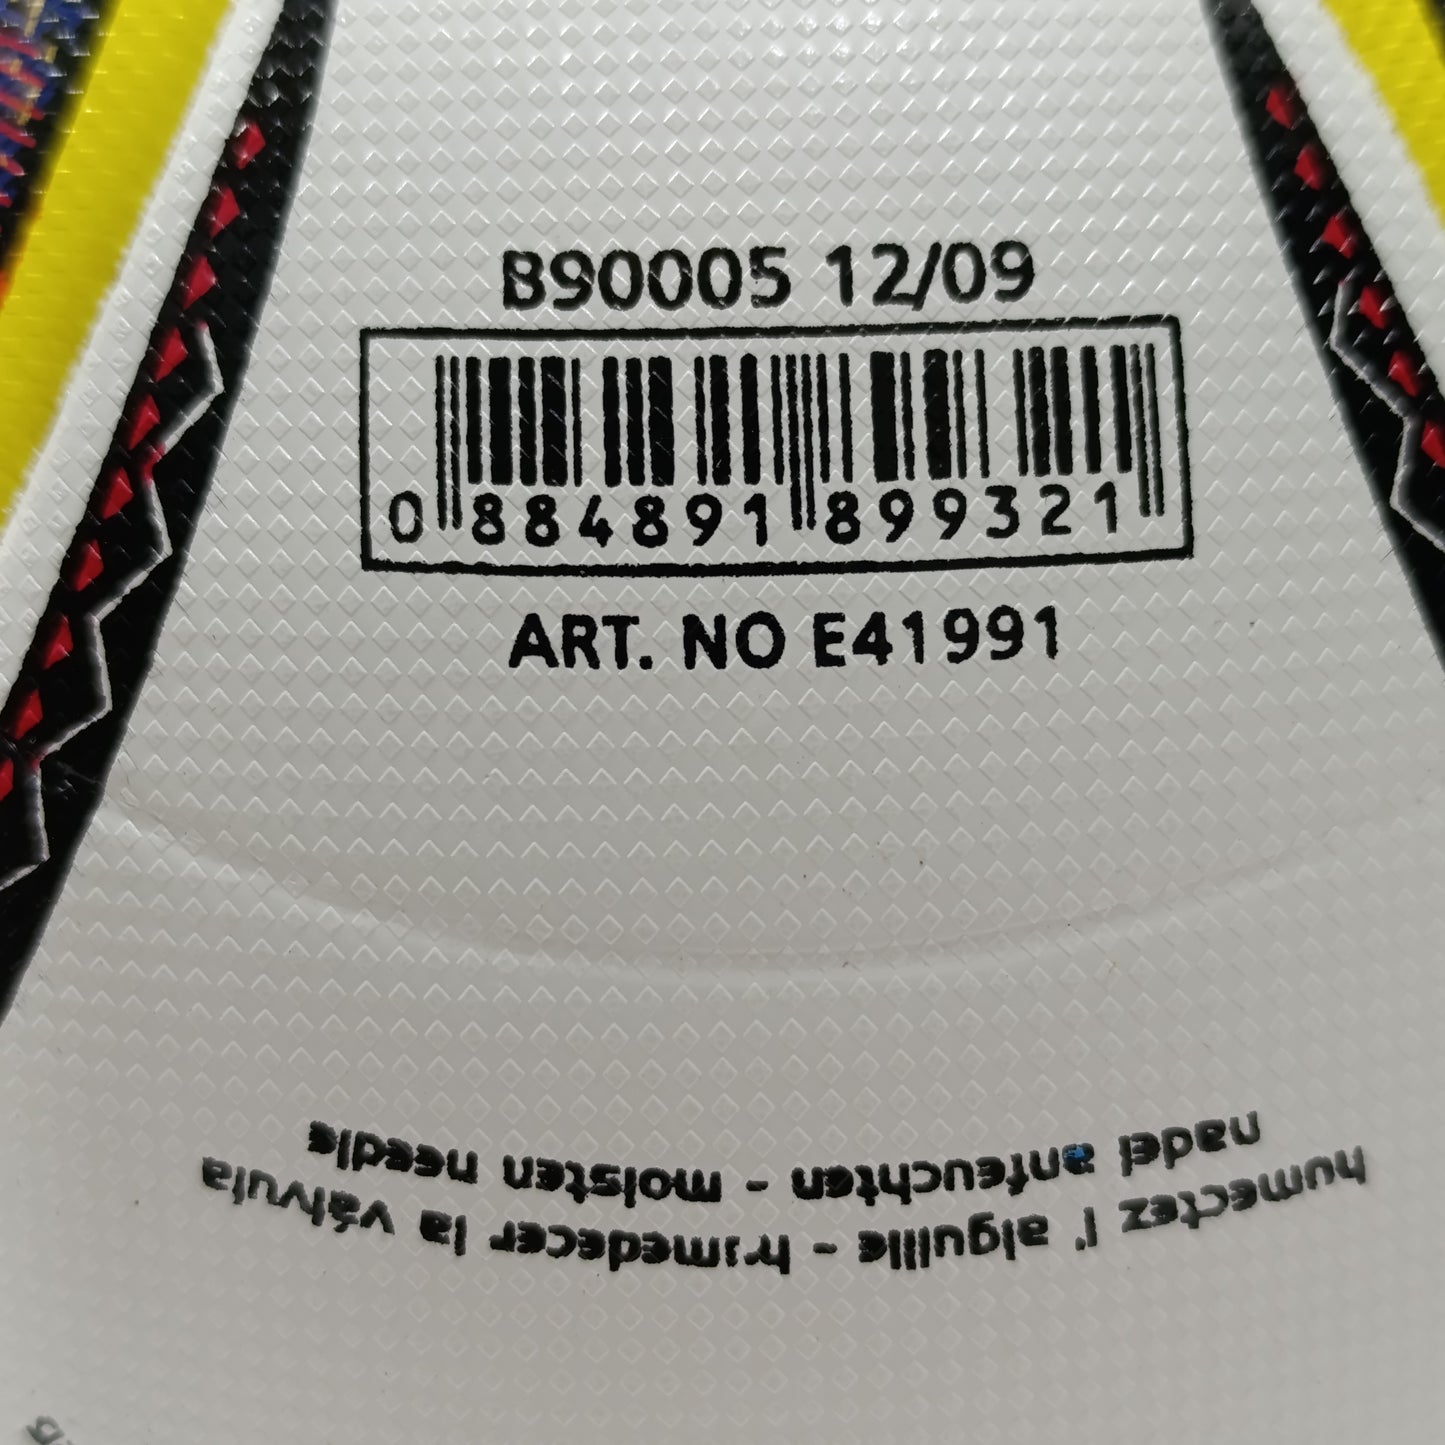 B90005 12/09
0 884891 899321
ART. NO E41991
humectez l' aiguille - humedecer la válvula
nadel anfeuchten - moisten needle